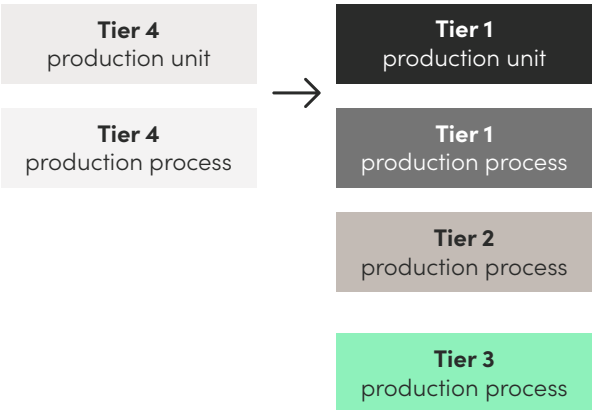 Tier 4
production unit
Tier 4
production process
Tier 1
production unit
Tier 1
production process
Tier 2
production process
Tier 3
production process